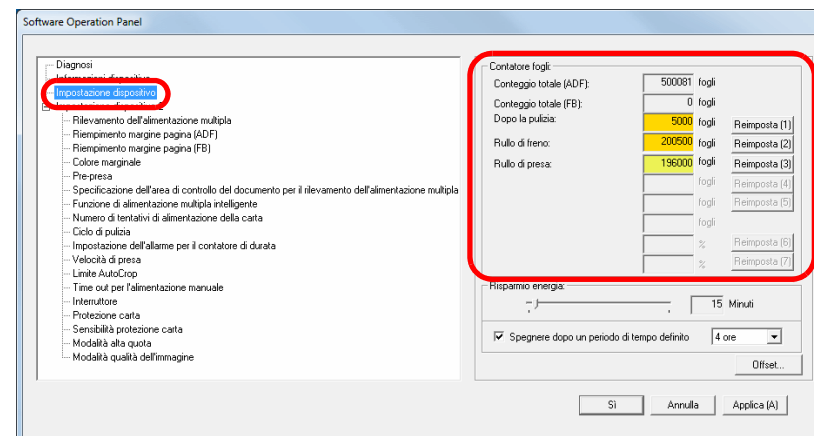 Software Operation Panel
Diagnosi
Informazioni dispositivo
Impostazione dispositivo
Impostazione dispositivo 2
Rilevamento dell'alimentazione multipla
Riempimento margine pagina (ADF)
Riempimento margine pagina (FB)
Colore marginale
Pre-presa
Specificazione dell'area di controllo del documento per il rilevamento dell'alimentazione multipla
Funzione di alimentazione multipla intelligente
Numero di tentativi di alimentazione della carta
Ciclo di pulizia
Impostazione dell'allarme per il contatore di durata
Velocità di presa
Limite AutoCrop
Time out per l'alimentazione manuale
Interruttore
Protezione carta
Sensibilità protezione carta
Modalità alta quota
Modalità qualità dell'immagine
Contatore fogli:
Conteggio totale (ADF): 500081 fogli
Conteggio totale (FB): 0 fogli
Dopo la pulizia: 5000 fogli Reimposta (1)
Rullo di freno: 200500 fogli Reimposta (2)
Rullo di presa: 196000 fogli Reimposta (3)
fogli Reimposta (4)
fogli Reimposta (5)
fogli
% Reimposta (6)
% Reimposta (7)
Risparmio energia:
15 Minuti
Spegnere dopo un periodo di tempo definito 4 ore
Offset...
Sì Annulla Applica (A)